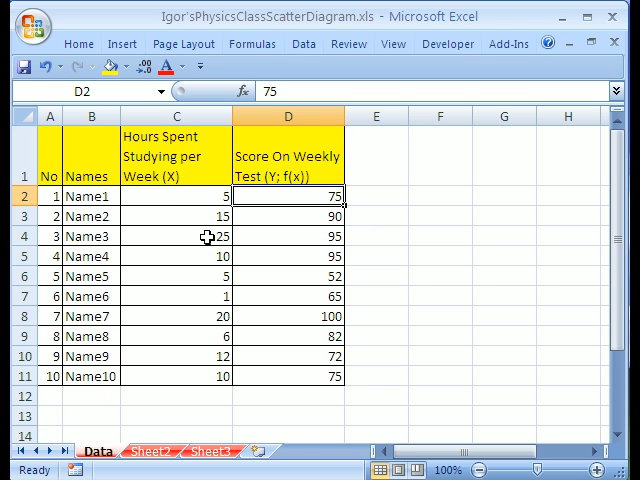 Igor'sPhysicsClassScatterDiagram.xls - Microsoft Excel
Home Insert Page Layout Formulas Data Review View Developer Add-Ins
D2 fx 75
A B C D E F G H
1 No Names Hours Spent Studying per Week (X) Score On Weekly Test (Y; f(x))
2 1 Name1 5 75
3 2 Name2 15 90
4 3 Name3 25 95
5 4 Name4 10 95
6 5 Name5 5 52
7 6 Name6 1 65
8 7 Name7 20 100
9 8 Name8 6 82
10 9 Name9 12 72
11 10 Name10 10 75
12
13
14
Data Sheet2 Sheet3
Ready 100%